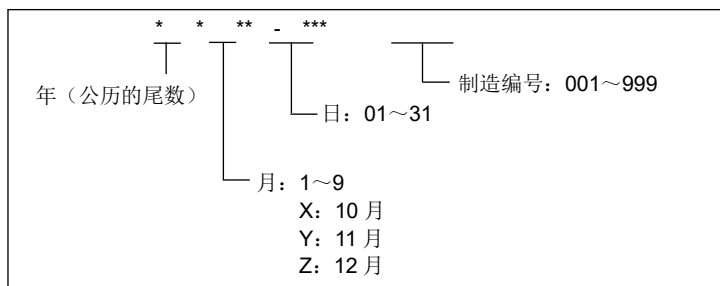 * * ** - ***
制造编号：001～999
年（公历的尾数）
日：01～31
月：1～9
X：10 月
Y：11 月
Z：12 月